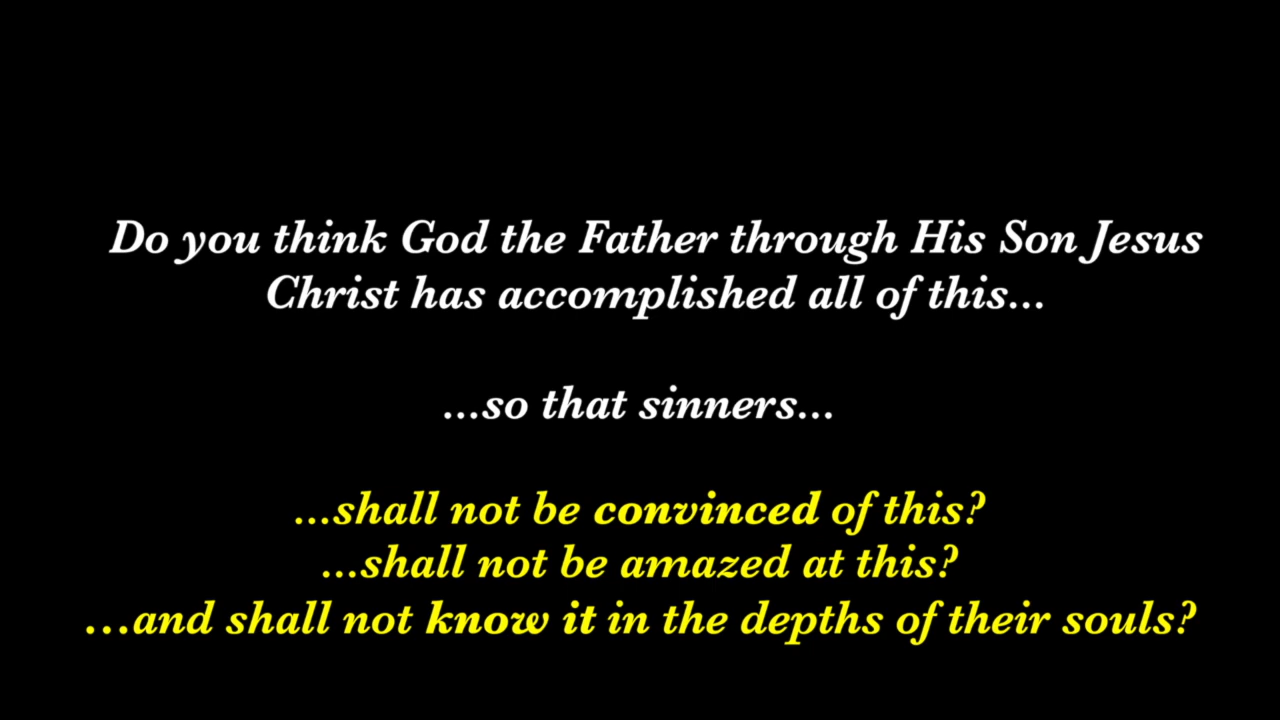 Do you think God the Father through His Son Jesus
Christ has accomplished all of this...
...so that sinners...
...shall not be convinced of this?
...shall not be amazed at this?
...and shall not know it in the depths of their souls?